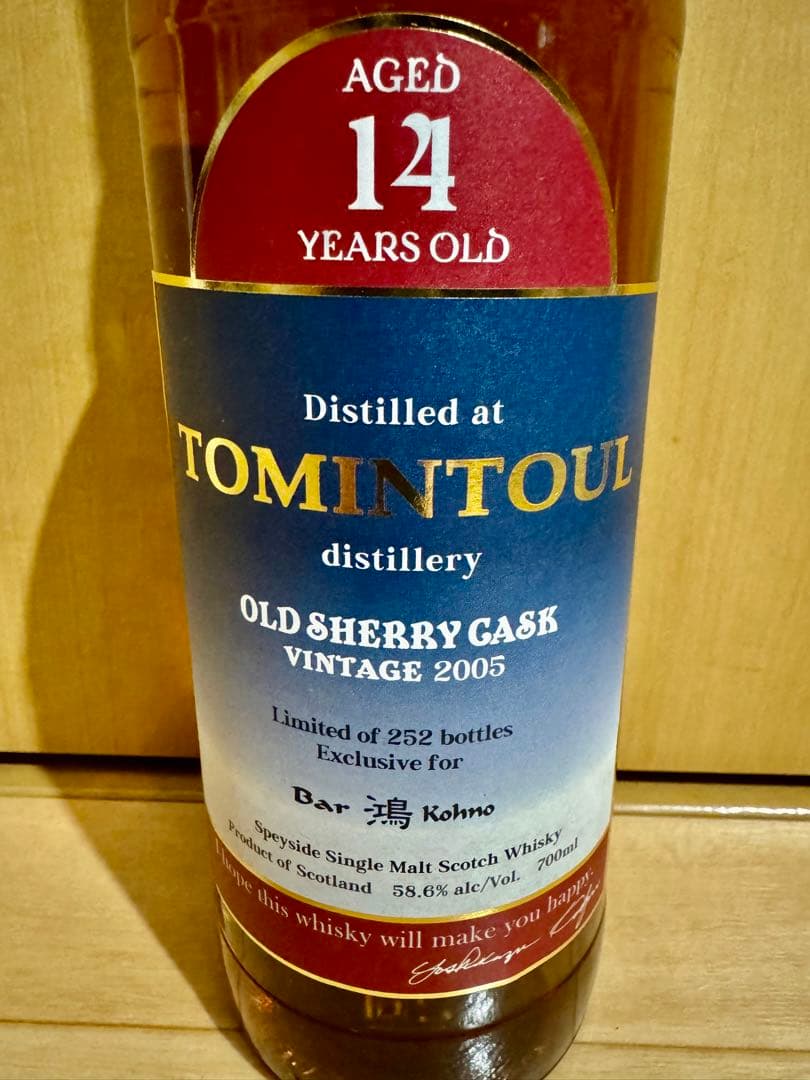 AGED
14
YEARS OLD
Distilled at
TOMINTOUL
distillery
OLD SHERRY CASK
VINTAGE 2005
Limited of 252 bottles
Exclusive for
Bar 鴻 Kohno
Speyside Single Malt Scotch Whisky
Product of Scotland 58.6% alc/Vol. 700ml
I hope this whisky will make you happy.